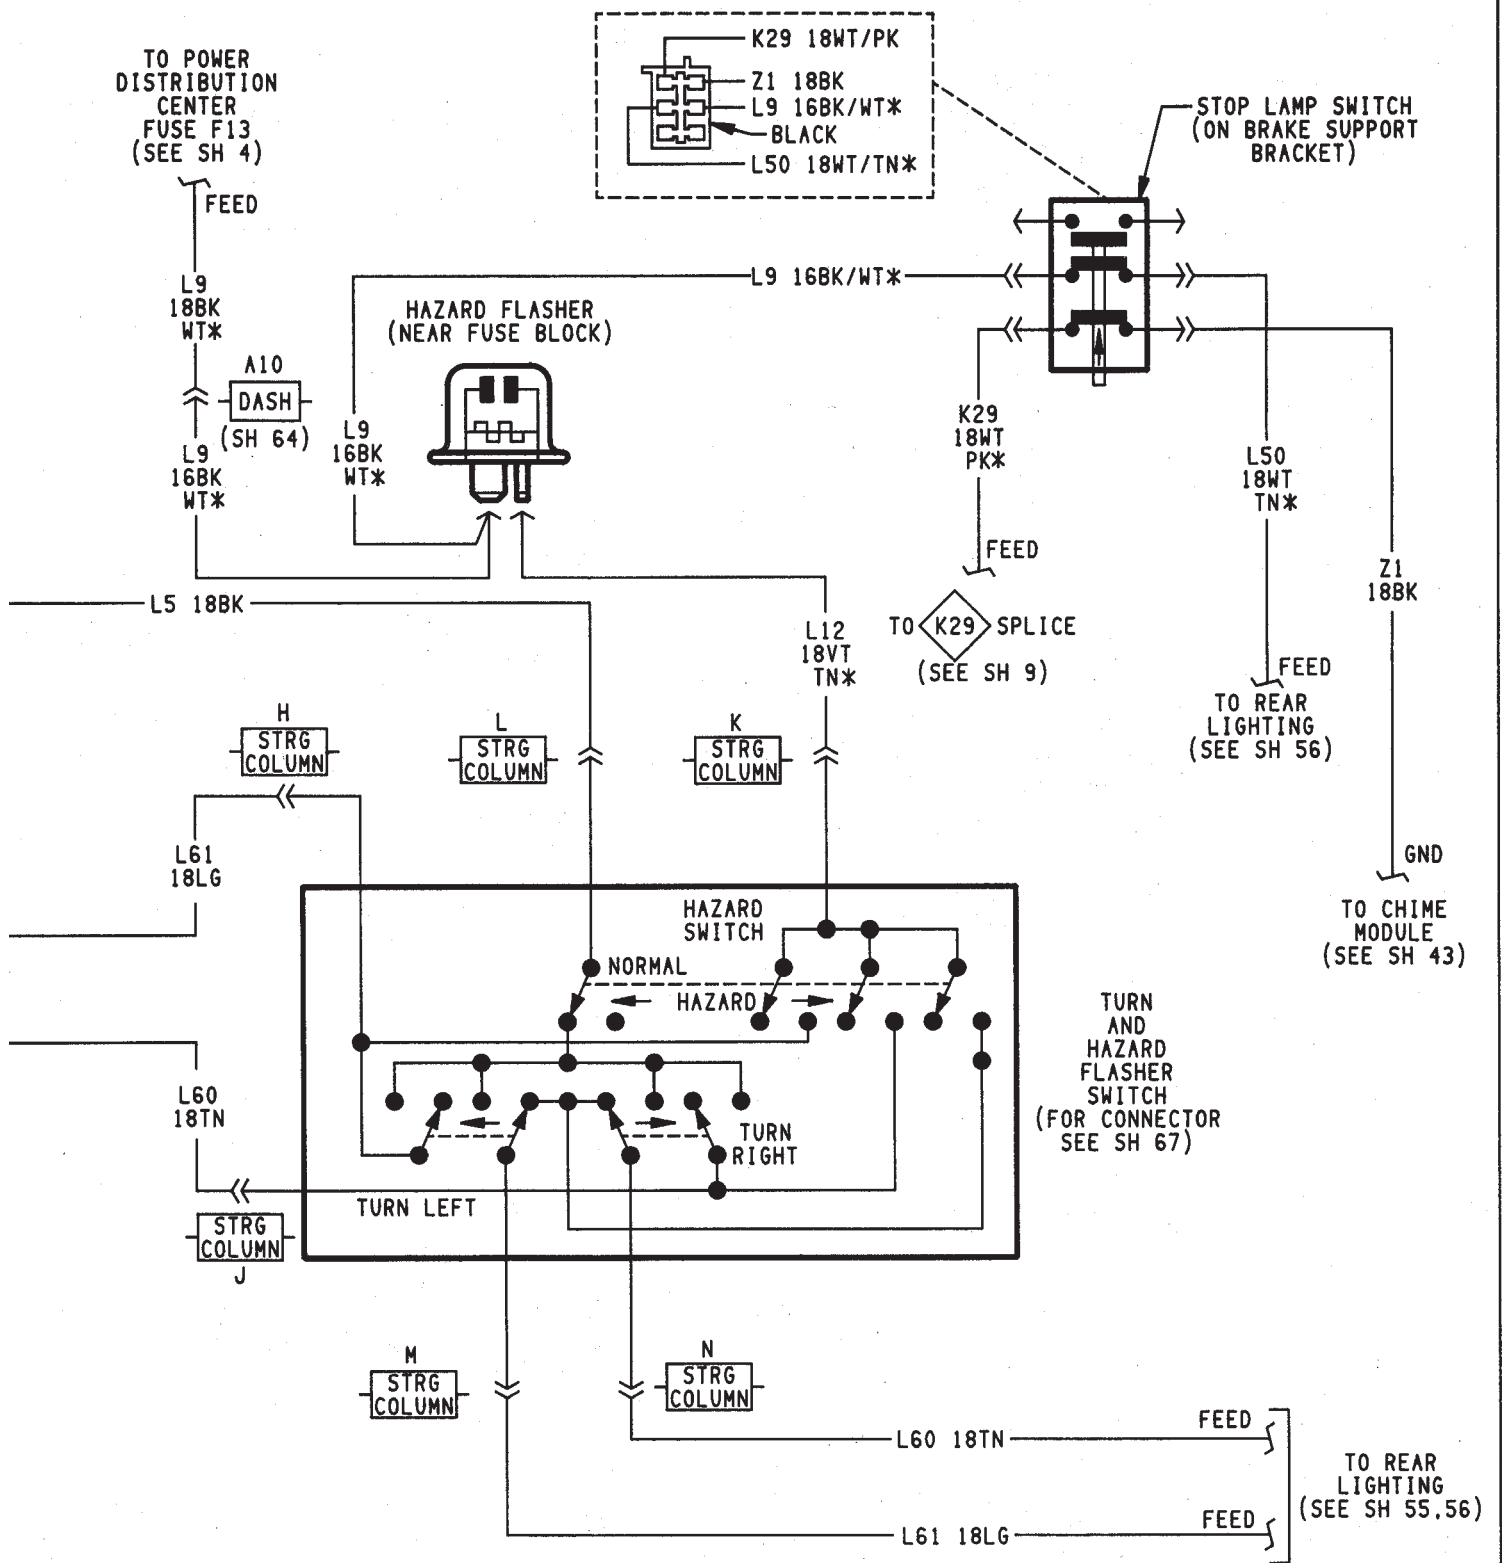 TO POWER
DISTRIBUTION
CENTER
FUSE F13
(SEE SH 4)
FEED
K29 18WT/PK
Z1 18BK
L9 16BK/WT*
BLACK
L50 18WT/TN*
STOP LAMP SWITCH
(ON BRAKE SUPPORT
BRACKET)
L9
18BK
WT*
L9 16BK/WT*
HAZARD FLASHER
(NEAR FUSE BLOCK)
A10
DASH
(SH 64)
L9
16BK
WT*
L9
16BK
WT*
K29
18WT
PK*
L50
18WT
TN*
FEED
Z1
18BK
L5 18BK
L12
18VT
TN*
TO K29 SPLICE
(SEE SH 9)
FEED
TO REAR
LIGHTING
(SEE SH 56)
H
STRG
COLUMN
L
STRG
COLUMN
K
STRG
COLUMN
L61
18LG
GND
TO CHIME
MODULE
(SEE SH 43)
HAZARD
SWITCH
NORMAL
HAZARD
TURN
AND
HAZARD
FLASHER
SWITCH
(FOR CONNECTOR
SEE SH 67)
L60
18TN
TURN
RIGHT
TURN LEFT
STRG
COLUMN
J
M
STRG
COLUMN
N
STRG
COLUMN
L60 18TN
FEED
TO REAR
LIGHTING
(SEE SH 55,56)
L61 18LG
FEED